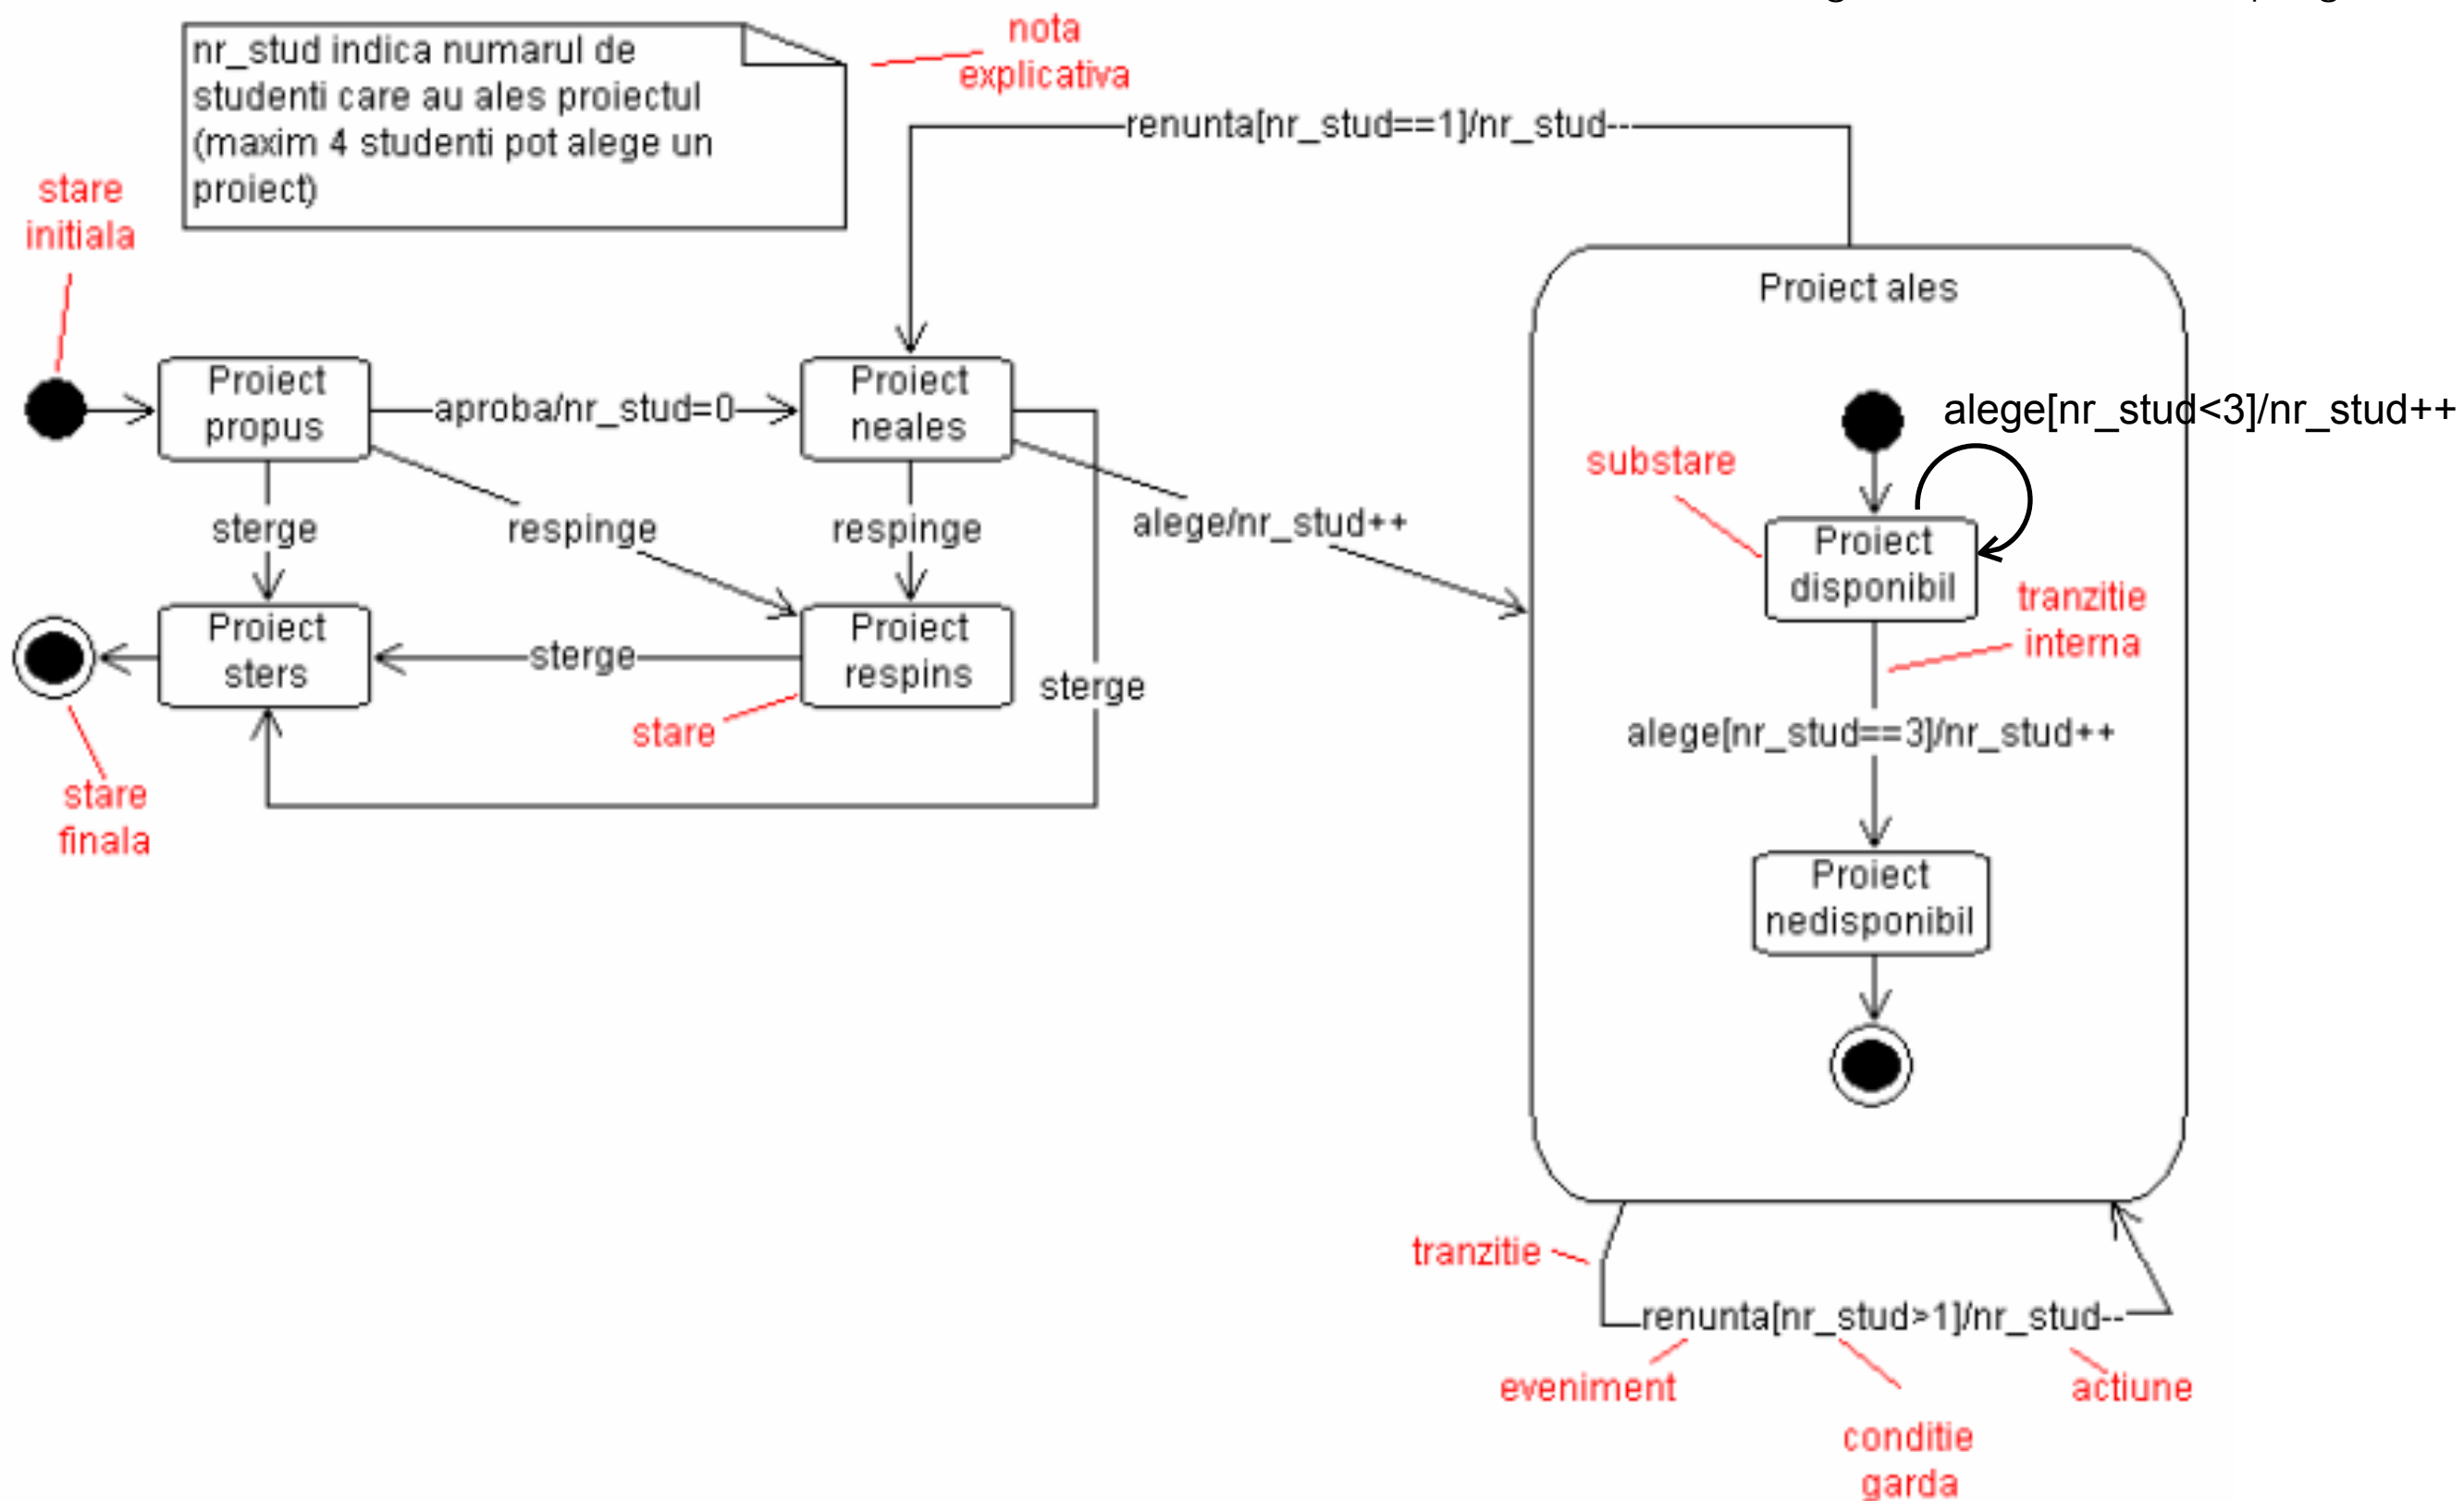 nr_stud indica numarul de
studenti care au ales proiectul
(maxim 4 studenti pot alege un
proiect)
nota
explicativa
renunta[nr_stud==1]/nr_stud--
stare
initiala
Proiect ales
Proiect
propus
aproba/nr_stud=0
Proiect
neales
alege[nr_stud<3]/nr_stud++
substare
sterge
respinge
respinge
alege/nr_stud++
Proiect
disponibil
tranzitie
interna
Proiect
sters
sterge
Proiect
respins
sterge
stare
alege[nr_stud==3]/nr_stud++
stare
finala
Proiect
nedisponibil
tranzitie
renunta[nr_stud>1]/nr_stud--
eveniment
actiune
conditie
garda